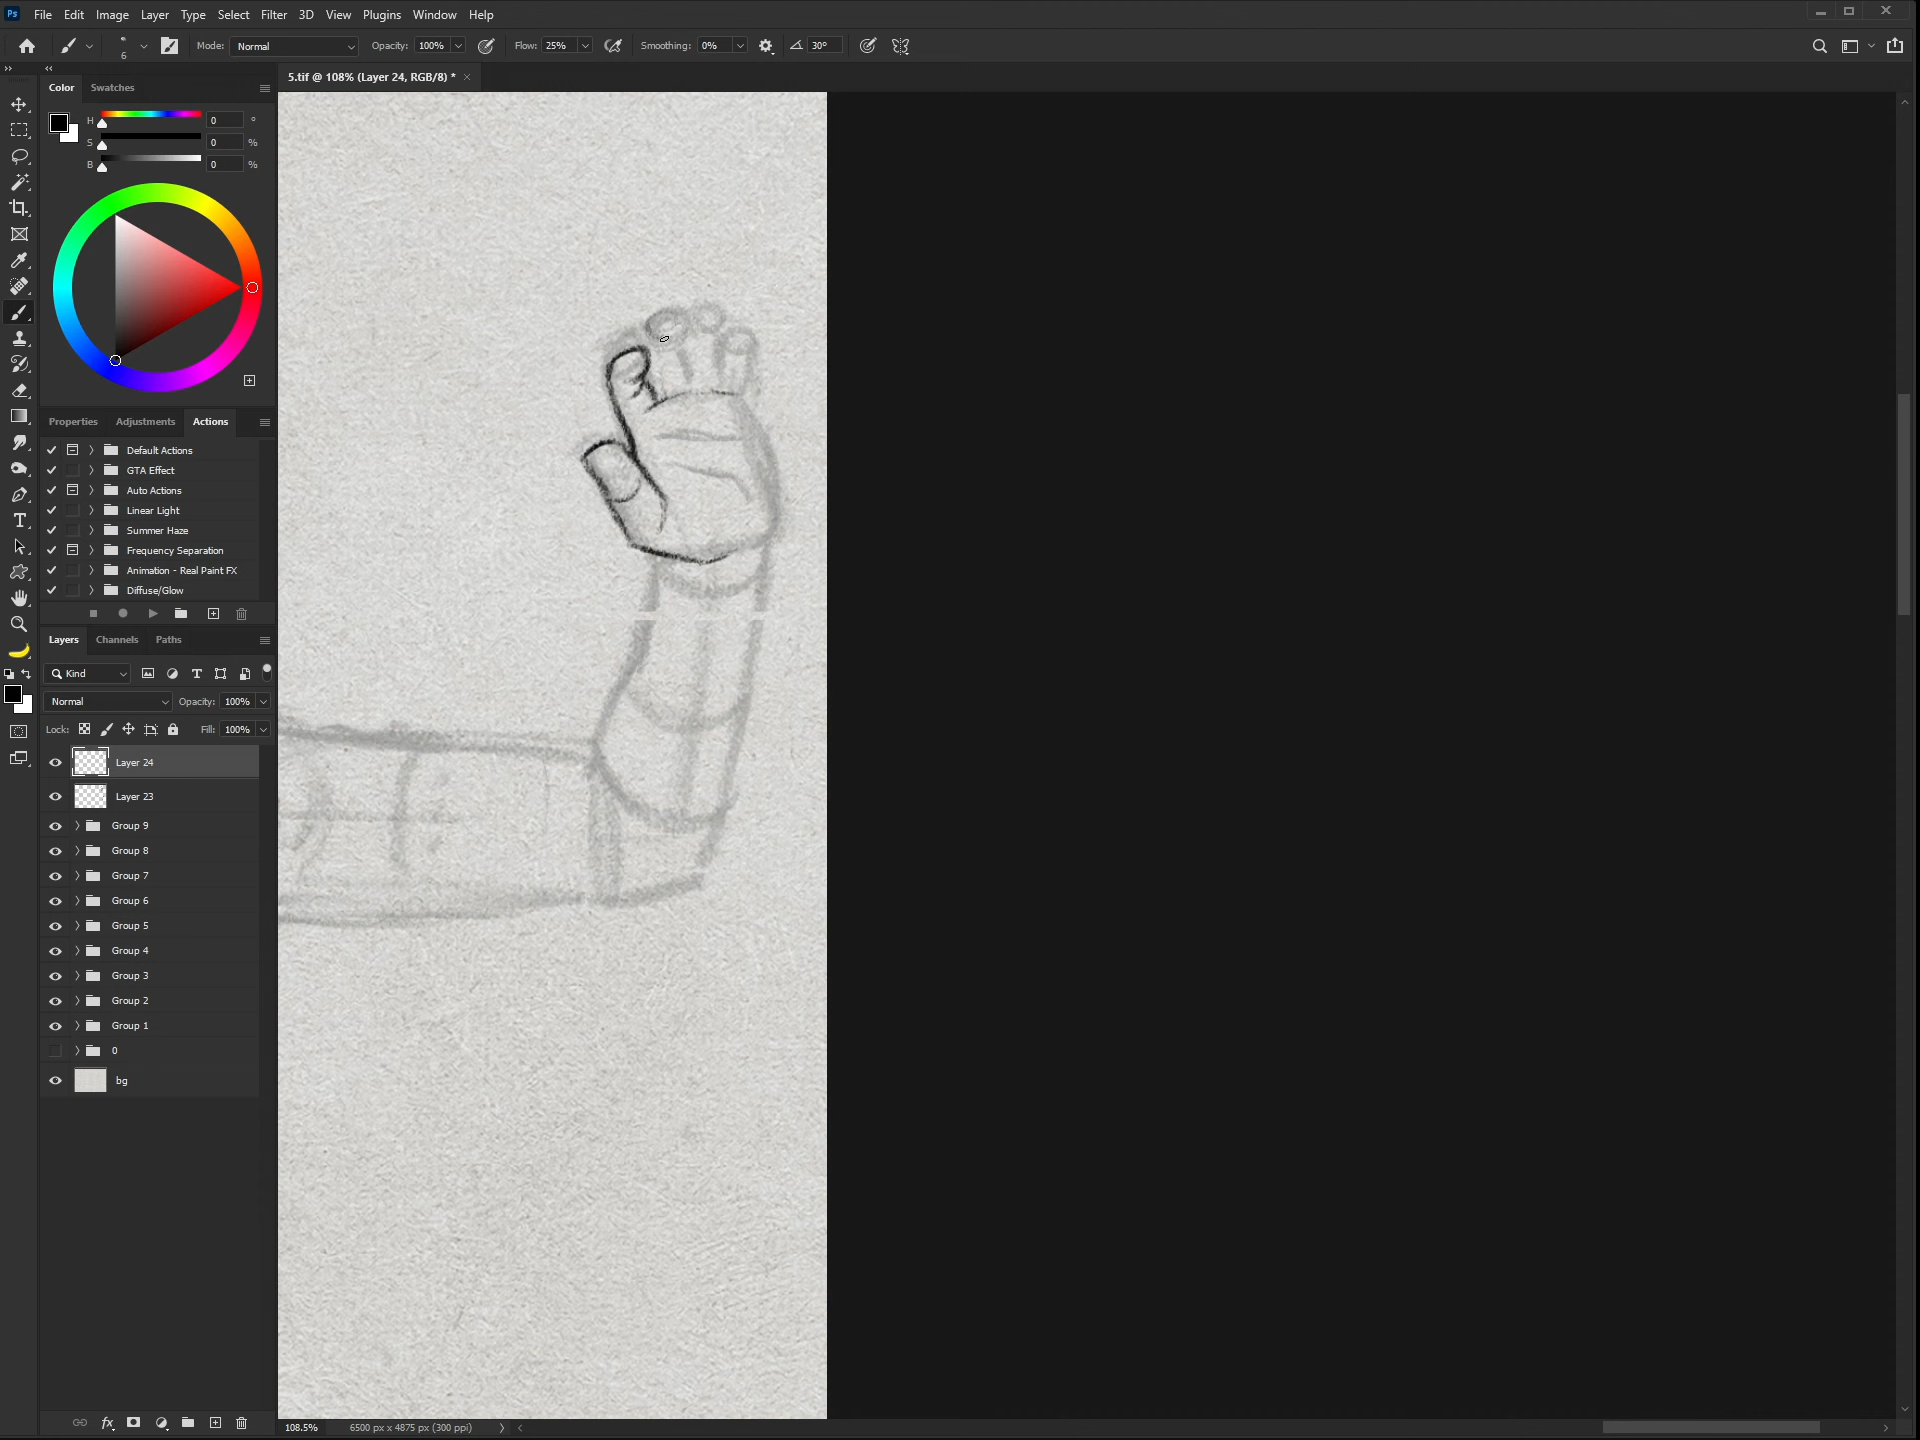 Ps File Edit Image Layer Type Select Filter 3D View Plugins Window Help
6 Mode: Normal Opacity: 100% Flow: 25% Smoothing: 0% 30°
5.tif @ 108% (Layer 24, RGB/8) *
Color Swatches
H 0 °
S 0 %
B 0 %
Properties Adjustments Actions
Default Actions
GTA Effect
Auto Actions
Linear Light
Summer Haze
Frequency Separation
Animation - Real Paint FX
Diffuse/Glow
Layers Channels Paths
Kind
Normal Opacity: 100%
Lock: Fill: 100%
Layer 24
Layer 23
Group 9
Group 8
Group 7
Group 6
Group 5
Group 4
Group 3
Group 2
Group 1
0
bg
fx
108.5% 6500 px x 4875 px (300 ppi)